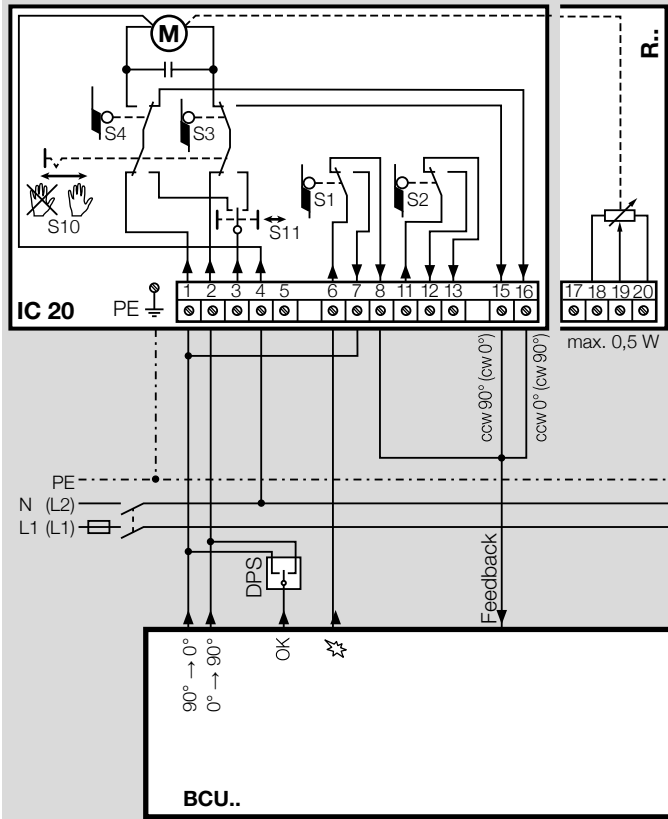 M
R..
S4
S3
S10
S11
S1
S2
IC 20
PE
1 2 3 4 5 6 7 8 11 12 13 15 16
17 18 19 20
max. 0,5 W
ccw 90° (cw 0°)
ccw 0° (cw 90°)
PE
N (L2)
L1 (L1)
DPS
Feedback
90° → 0°
0° → 90°
OK
BCU..